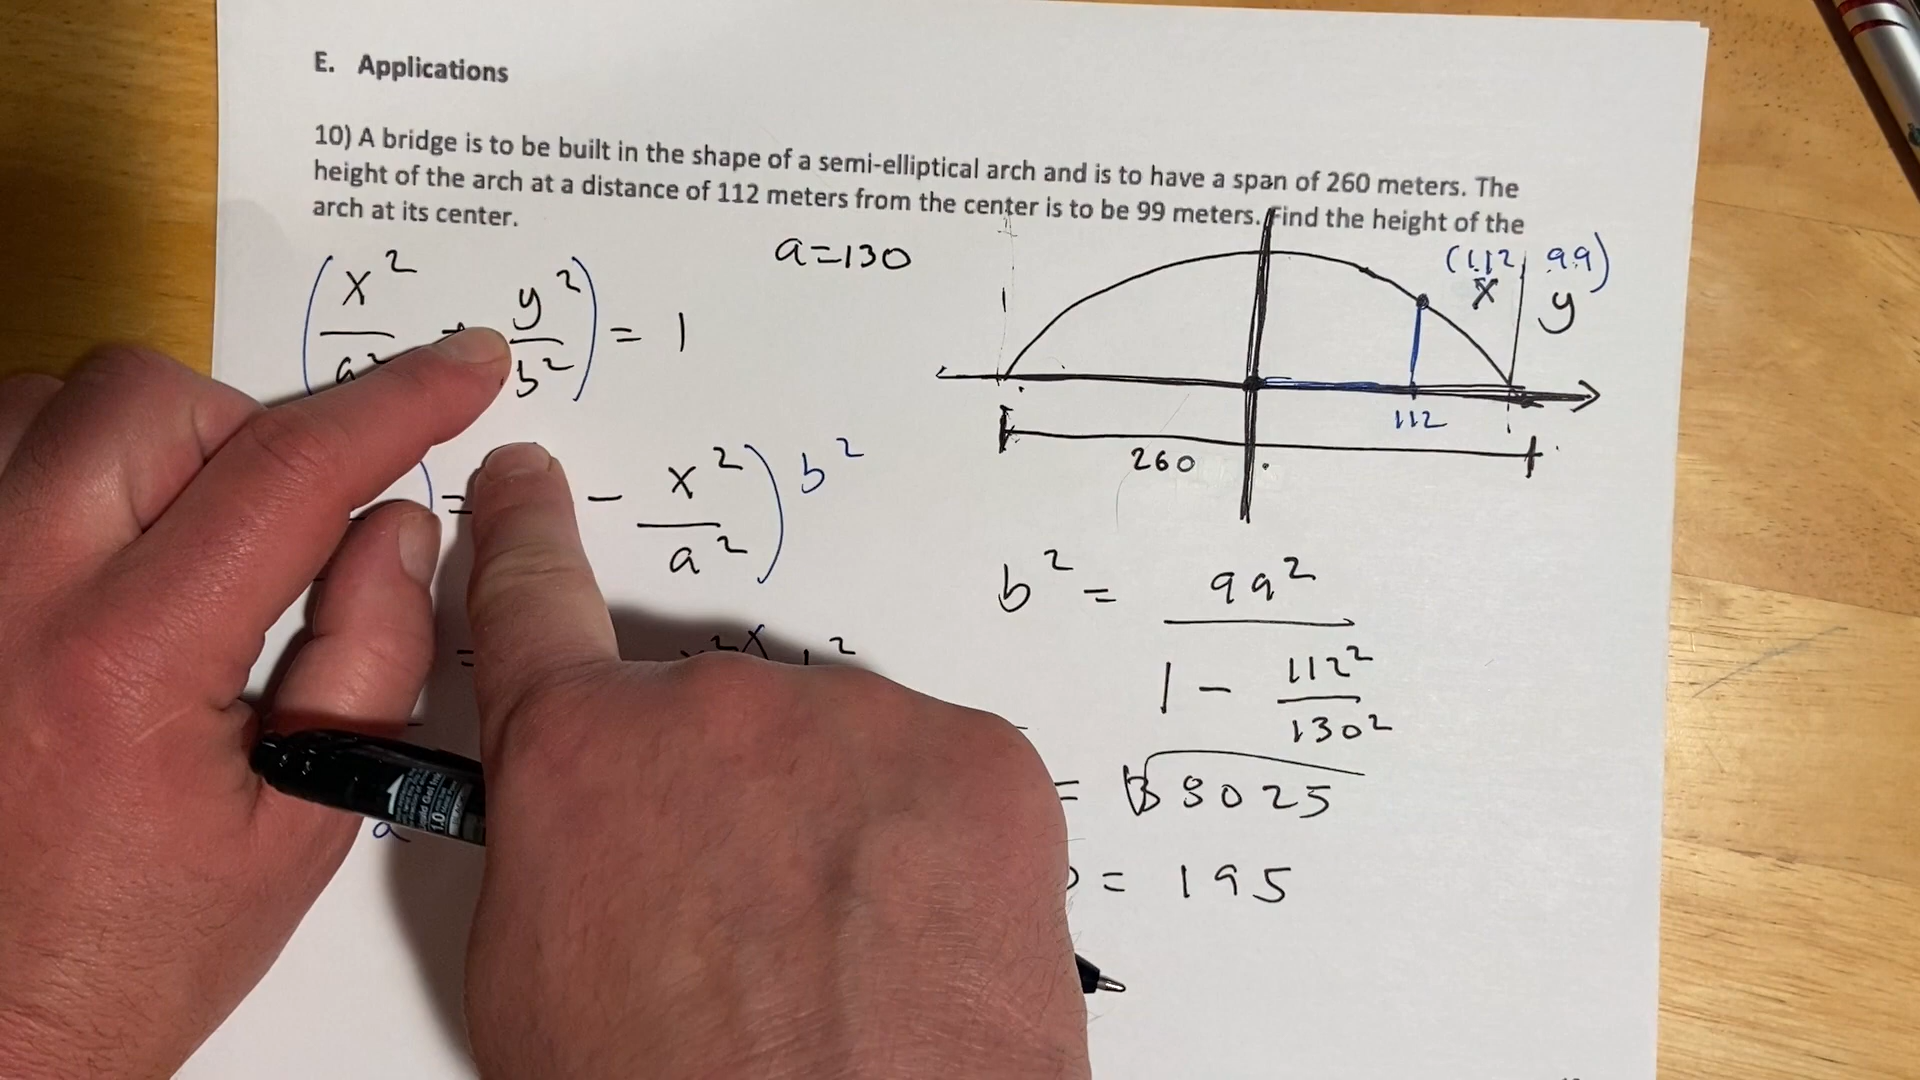 E. Applications
10) A bridge is to be built in the shape of a semi-elliptical arch and is to have a span of 260 meters. The
height of the arch at a distance of 112 meters from the center is to be 99 meters. Find the height of the
arch at its center.
a=130
(112, 99)
x y
(x²/a² + y²/b²) = 1
112
260
) = - x²/a²) b²
b² = 99² / (1 - 112²/130²)
= 38025
= 195
a
1.0